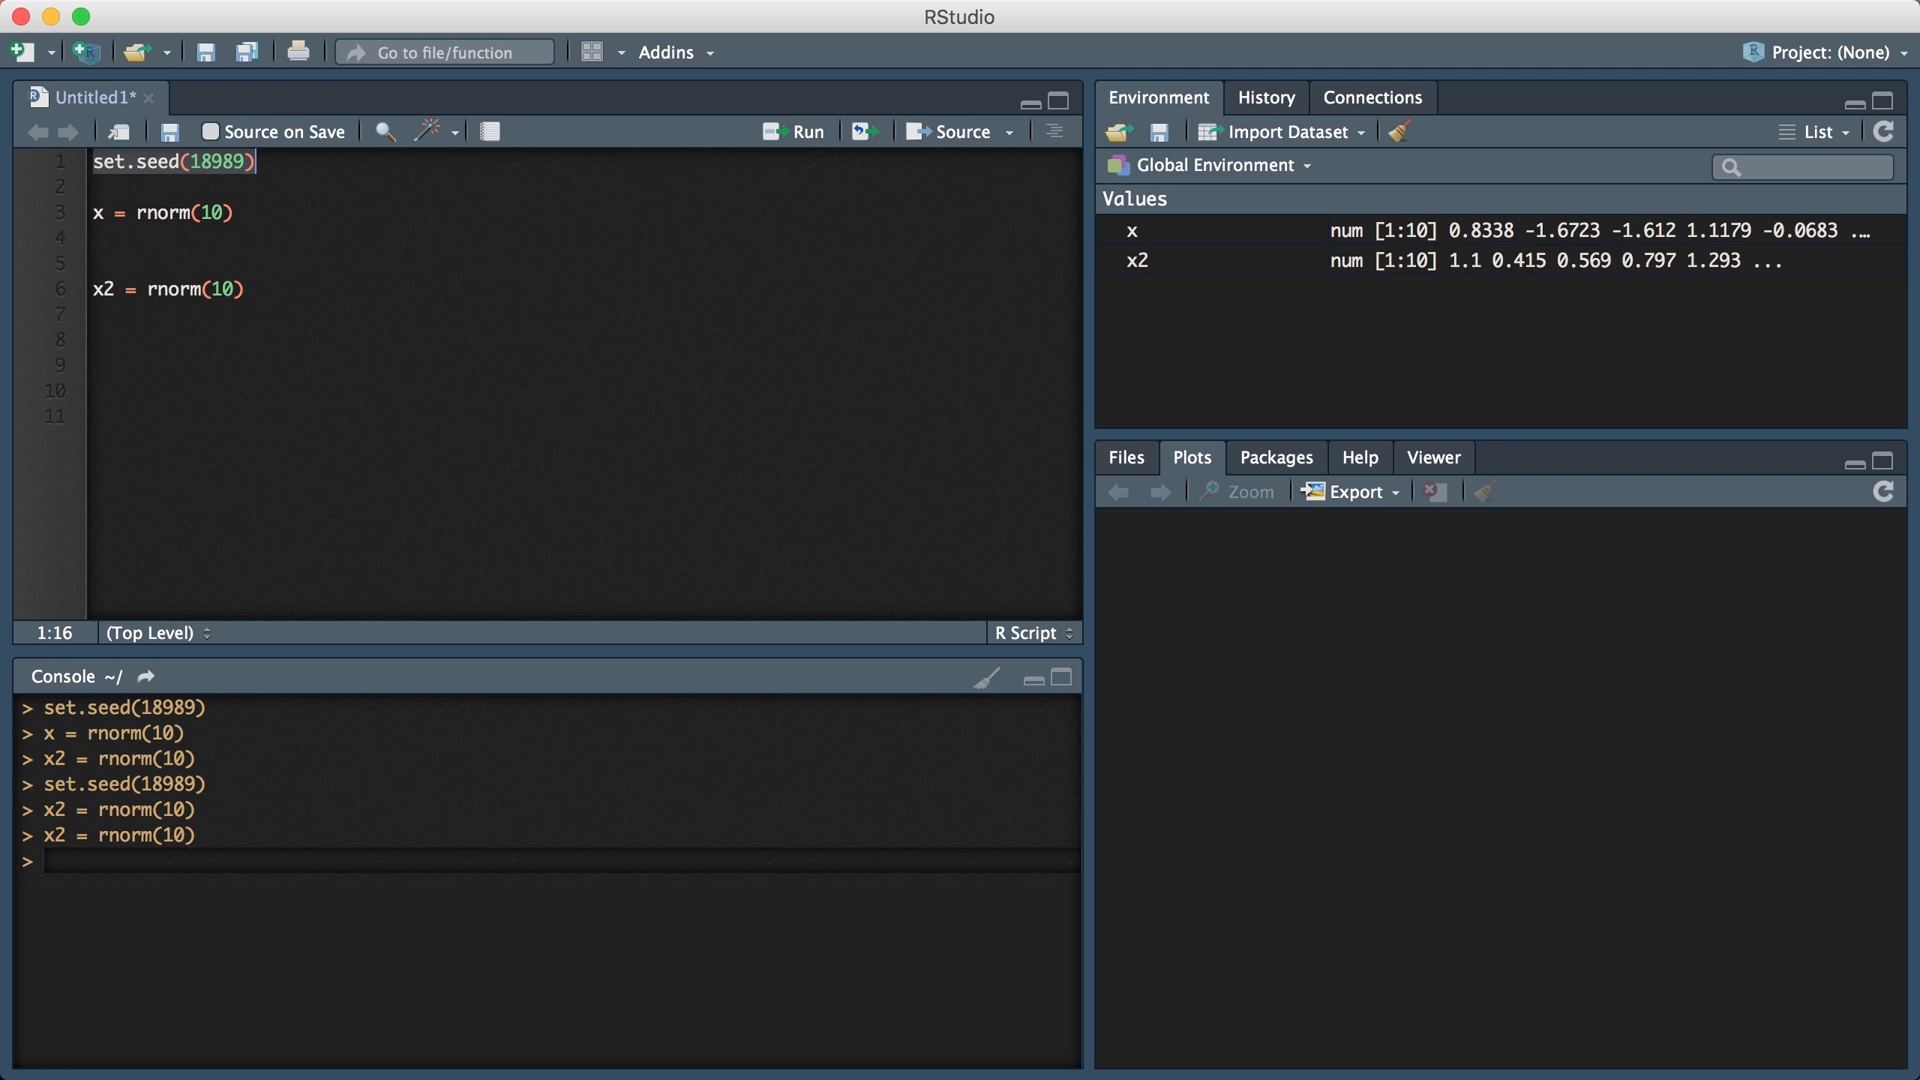 RStudio
Go to file/function
Addins
Project: (None)
Untitled1*
Source on Save
Run
Source
1 set.seed(18989)
2
3 x = rnorm(10)
4
5
6 x2 = rnorm(10)
7
8
9
10
11
1:16 (Top Level) R Script
Console ~/
> set.seed(18989)
> x = rnorm(10)
> x2 = rnorm(10)
> set.seed(18989)
> x2 = rnorm(10)
> x2 = rnorm(10)
>
Environment History Connections
Import Dataset List
Global Environment
Values
x num [1:10] 0.8338 -1.6723 -1.612 1.1179 -0.0683 ...
x2 num [1:10] 1.1 0.415 0.569 0.797 1.293 ...
Files Plots Packages Help Viewer
Zoom Export